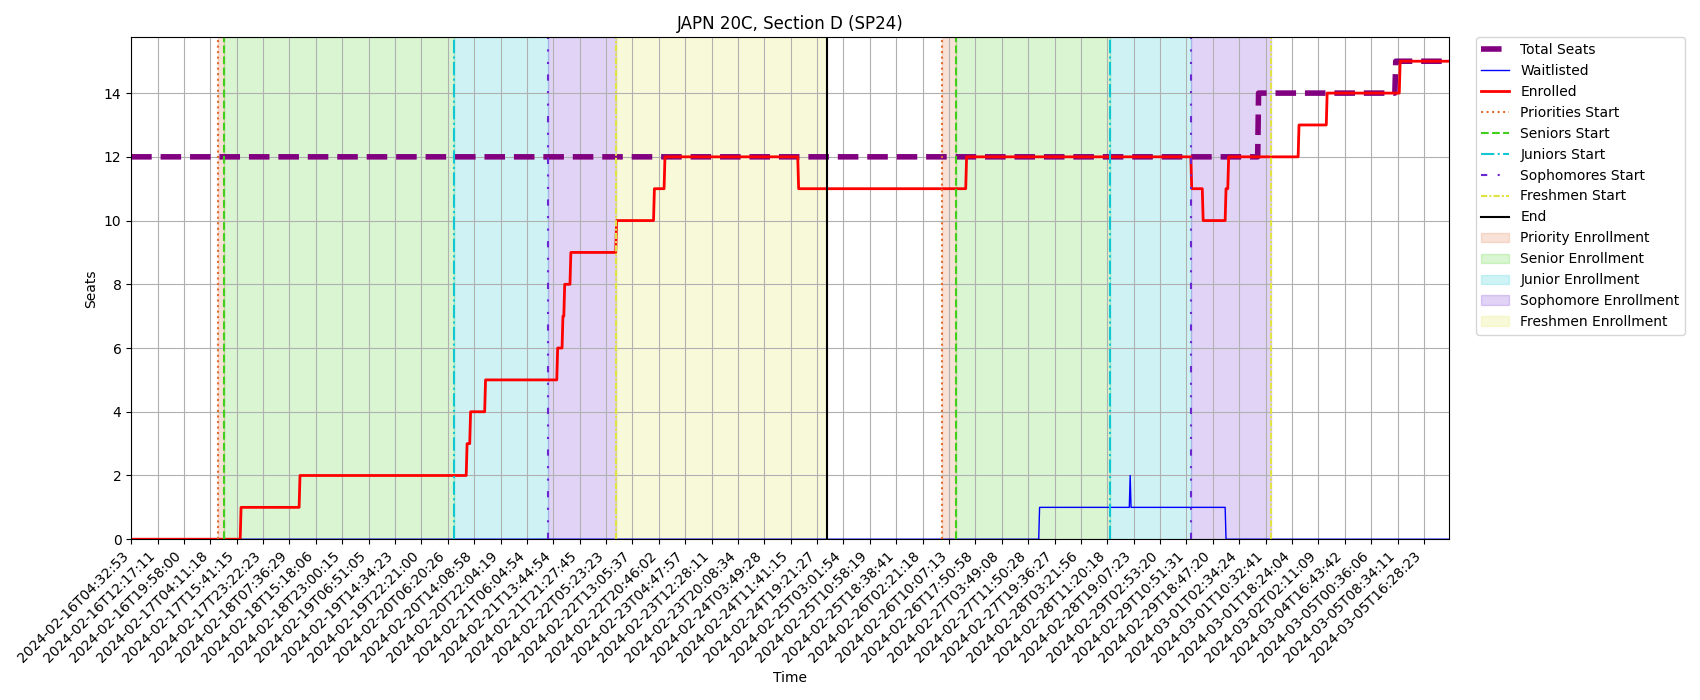 JAPN 20C, Section D (SP24)
Seats
14
12
10
8
6
4
2
0
2024-02-16T04:32:53
2024-02-16T12:17:11
2024-02-16T19:58:00
2024-02-17T04:11:18
2024-02-17T15:41:15
2024-02-17T23:22:23
2024-02-18T07:36:29
2024-02-18T15:18:06
2024-02-18T23:00:15
2024-02-19T06:51:05
2024-02-19T14:34:23
2024-02-19T22:21:00
2024-02-20T06:20:26
2024-02-20T14:08:58
2024-02-20T22:04:19
2024-02-21T06:04:54
2024-02-21T13:44:54
2024-02-21T21:27:45
2024-02-22T05:23:23
2024-02-22T13:05:37
2024-02-22T20:46:02
2024-02-23T04:47:57
2024-02-23T12:28:11
2024-02-23T20:08:34
2024-02-24T03:49:28
2024-02-24T11:41:15
2024-02-24T19:21:27
2024-02-25T03:01:54
2024-02-25T10:58:19
2024-02-25T18:38:41
2024-02-26T02:21:18
2024-02-26T10:07:13
2024-02-26T17:50:58
2024-02-27T03:49:08
2024-02-27T11:50:28
2024-02-27T19:36:27
2024-02-28T03:21:56
2024-02-28T11:20:18
2024-02-28T19:07:23
2024-02-29T02:53:20
2024-02-29T10:51:31
2024-02-29T18:47:20
2024-03-01T02:34:24
2024-03-01T10:32:41
2024-03-01T18:24:04
2024-03-02T02:11:09
2024-03-04T16:43:42
2024-03-05T00:36:06
2024-03-05T08:34:11
2024-03-05T16:28:23
Time
Total Seats
Waitlisted
Enrolled
Priorities Start
Seniors Start
Juniors Start
Sophomores Start
Freshmen Start
End
Priority Enrollment
Senior Enrollment
Junior Enrollment
Sophomore Enrollment
Freshmen Enrollment